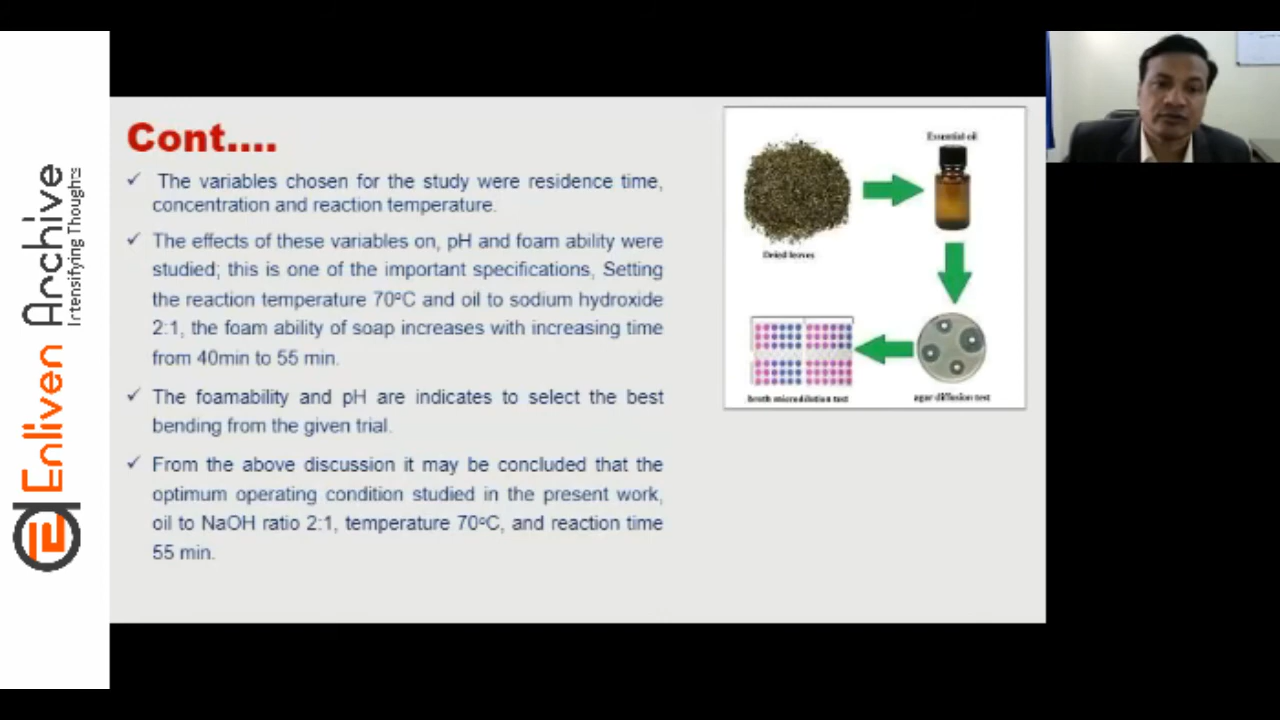 Enliven Archive
Intensifying Thoughts
Cont....
✓ The variables chosen for the study were residence time,
concentration and reaction temperature.
✓ The effects of these variables on, pH and foam ability were
studied; this is one of the important specifications, Setting
the reaction temperature 70ºC and oil to sodium hydroxide
2:1, the foam ability of soap increases with increasing time
from 40min to 55 min.
✓ The foamability and pH are indicates to select the best
bending from the given trial.
✓ From the above discussion it may be concluded that the
optimum operating condition studied in the present work,
oil to NaOH ratio 2:1, temperature 70ºC, and reaction time
55 min.
Essential oil
Dried leaves
broth microdilution test
agar diffusion test